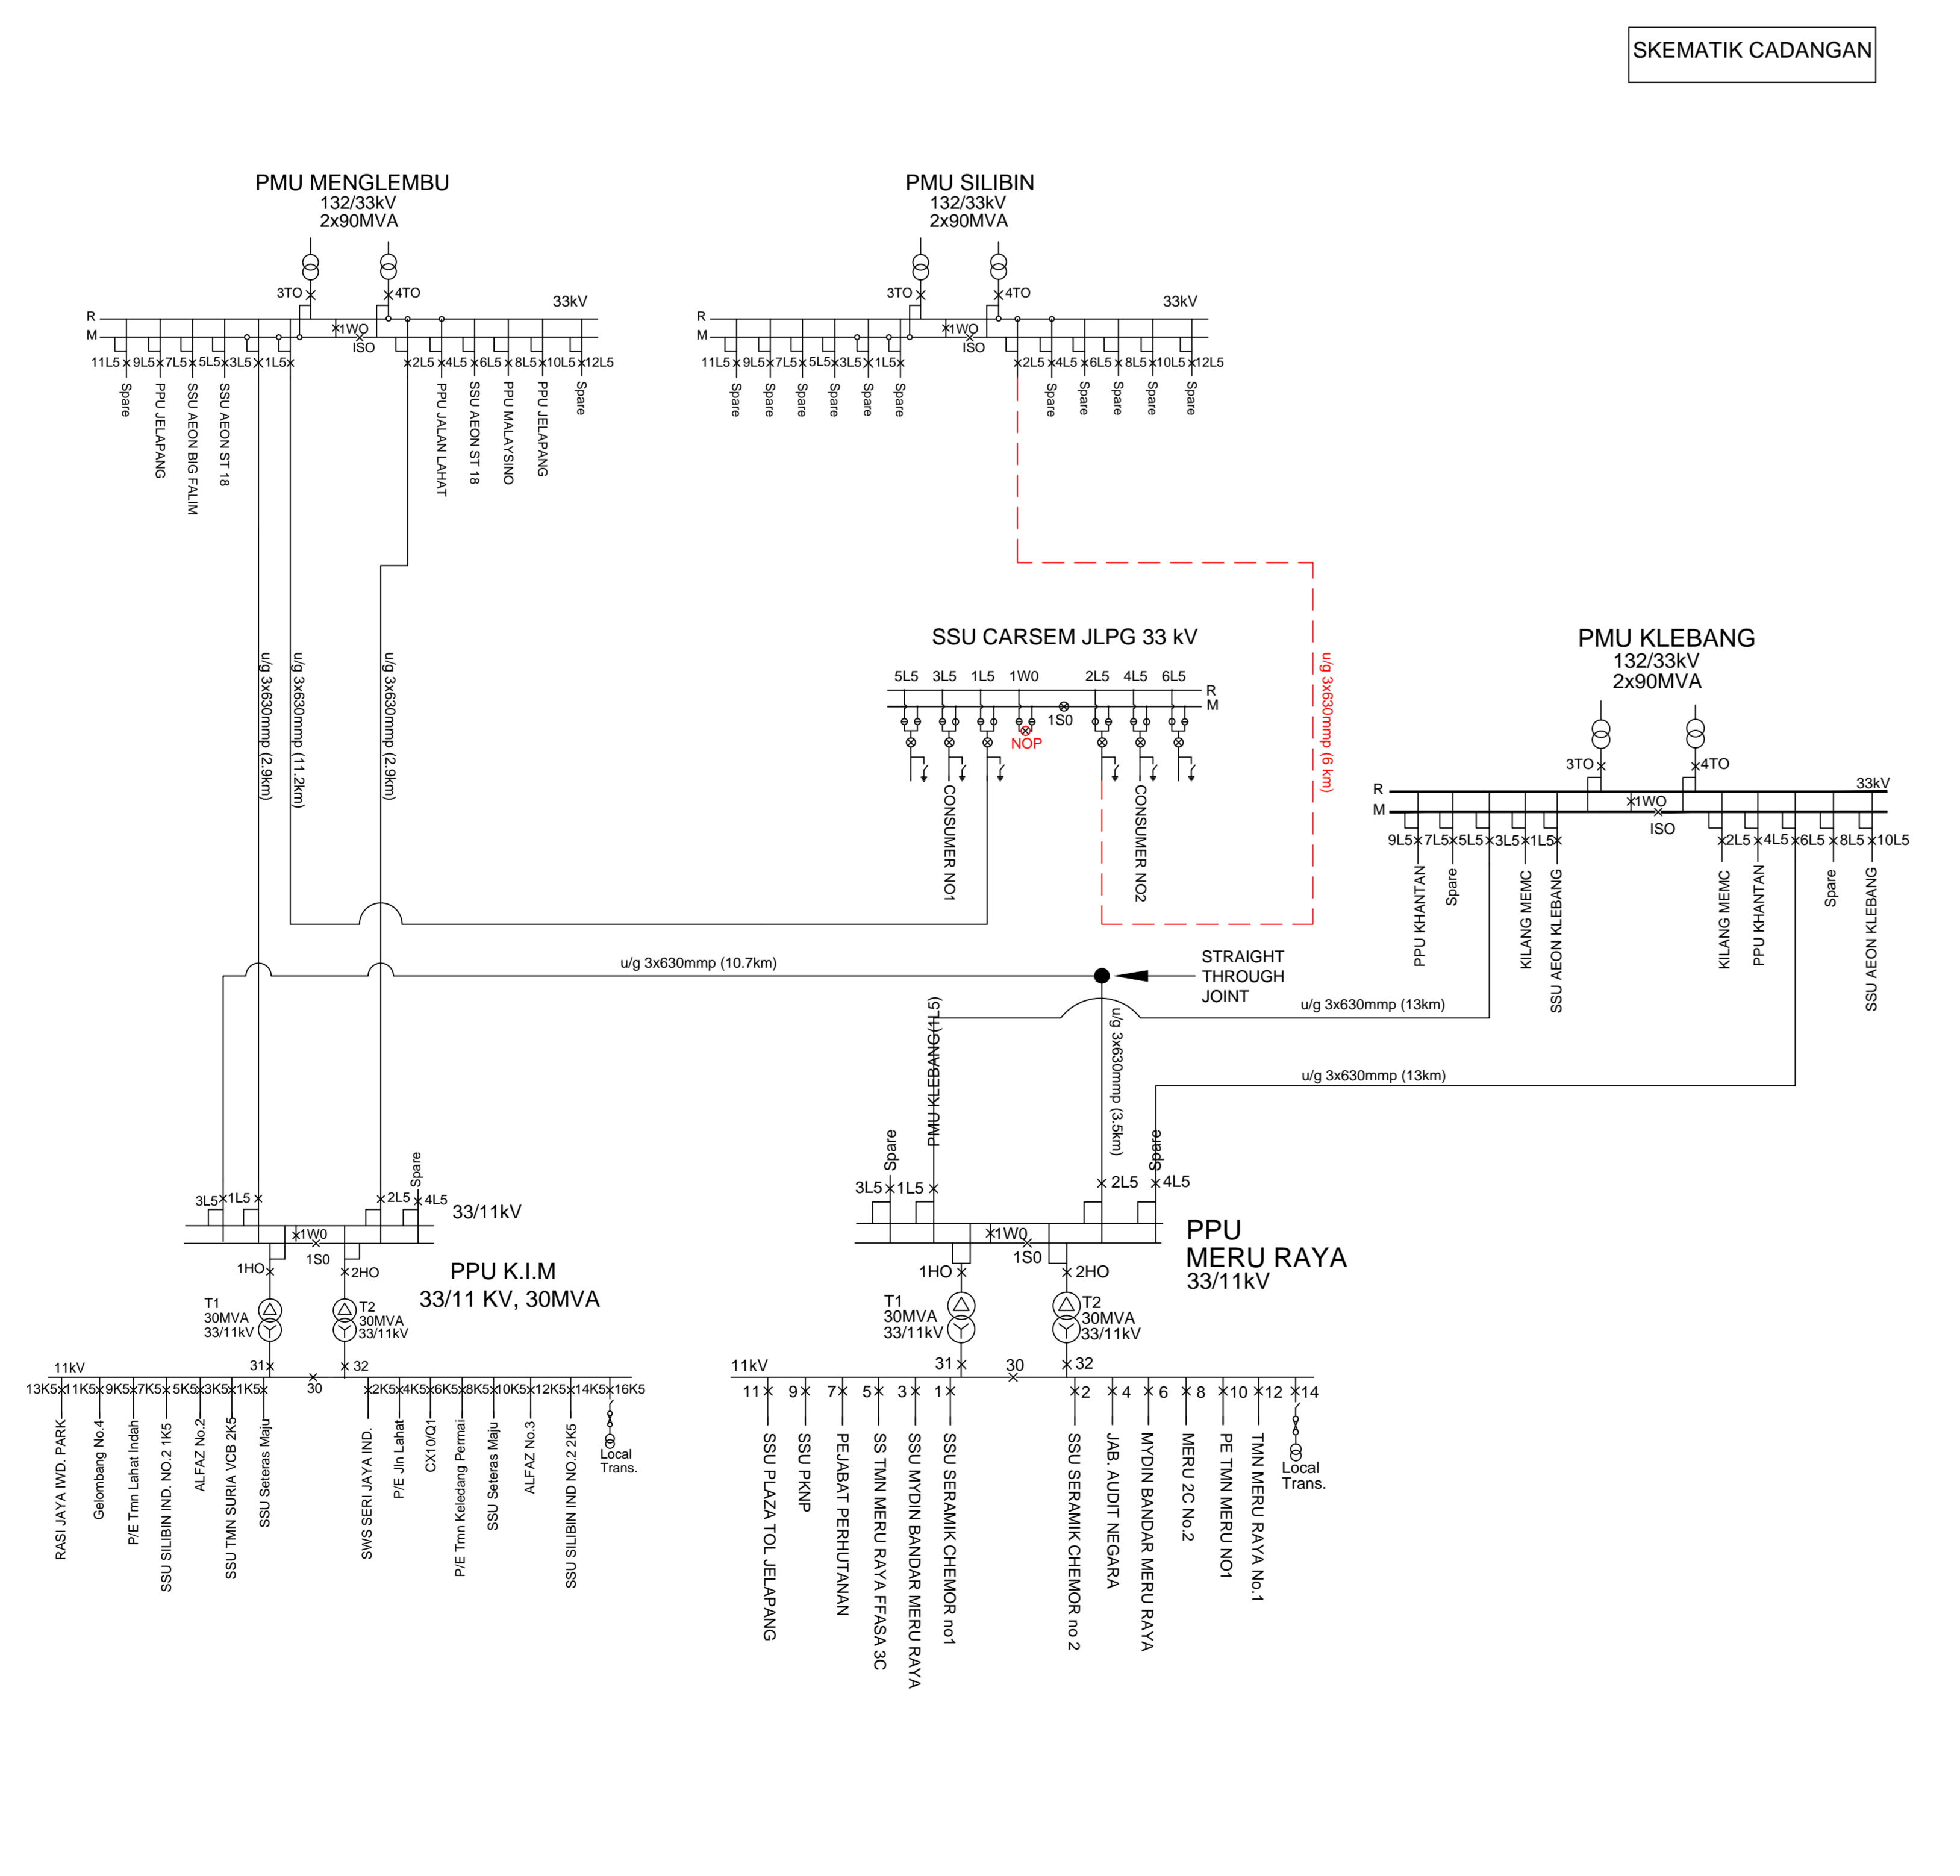 SKEMATIK CADANGAN
PMU MENGLEMBU
132/33kV
2x90MVA
3TO
4TO
33kV
R
M
1WO
ISO
11L5
9L5
7L5
5L5
3L5
1L5
2L5
4L5
6L5
8L5
10L5
12L5
Spare
PPU JELAPANG
SSU AEON BIG FALIM
SSU AEON ST 18
PPU JALAN LAHAT
SSU AEON ST 18
PPU MALAYSINO
PPU JELAPANG
Spare
PMU SILIBIN
132/33kV
2x90MVA
3TO
4TO
33kV
R
M
1WO
ISO
11L5
9L5
7L5
5L5
3L5
1L5
2L5
4L5
6L5
8L5
10L5
12L5
Spare
Spare
Spare
Spare
Spare
Spare
Spare
Spare
Spare
Spare
Spare
u/g 3x630mmp (2.9km)
u/g 3x630mmp (11.2km)
u/g 3x630mmp (2.9km)
SSU CARSEM JLPG 33 kV
5L5
3L5
1L5
1W0
2L5
4L5
6L5
R
M
1S0
NOP
CONSUMER NO1
CONSUMER NO2
u/g 3x630mmp (6 km)
PMU KLEBANG
132/33kV
2x90MVA
3TO
4TO
33kV
R
M
1WO
ISO
9L5
7L5
5L5
3L5
1L5
2L5
4L5
6L5
8L5
10L5
PPU KHANTAN
Spare
KILANG MEMC
SSU AEON KLEBANG
KILANG MEMC
PPU KHANTAN
Spare
SSU AEON KLEBANG
u/g 3x630mmp (10.7km)
STRAIGHT
THROUGH
JOINT
u/g 3x630mmp (13km)
u/g 3x630mmp (13km)
u/g 3x630mmp (3.5km)
PMU KLEBANG(1L5)
Spare
Spare
3L5
1L5
2L5
4L5
Spare
33/11kV
1W0
1S0
1HO
2HO
PPU K.I.M
33/11 KV, 30MVA
T1
30MVA
33/11kV
T2
30MVA
33/11kV
11kV
31
32
30
13K5
11K5
9K5
7K5
5K5
3K5
1K5
2K5
4K5
6K5
8K5
10K5
12K5
14K5
16K5
RASI JAYA IWD. PARK
Gelombang No.4
P/E Tmn Lahat Indah
SSU SILIBIN IND. NO.2 1K5
ALFAZ No.2
SSU TMN SURIA VCB 2K5
SSU Seteras Maju
SWS SERI JAYA IND.
P/E Jln Lahat
CX10/Q1
P/E Tmn Keledang Permai
SSU Seteras Maju
ALFAZ No.3
SSU SILIBIN IND NO.2 2K5
Local
Trans.
3L5
1L5
2L5
4L5
1W0
1S0
1HO
2HO
PPU
MERU RAYA
33/11kV
T1
30MVA
33/11kV
T2
30MVA
33/11kV
11kV
31
30
32
11
9
7
5
3
1
2
4
6
8
10
12
14
SSU PLAZA TOL JELAPANG
SSU PKNP
PEJABAT PERHUTANAN
SS TMN MERU RAYA FFASA 3C
SSU MYDIN BANDAR MERU RAYA
SSU SERAMIK CHEMOR no1
SSU SERAMIK CHEMOR no 2
JAB. AUDIT NEGARA
MYDIN BANDAR MERU RAYA
MERU 2C No.2
PE TMN MERU NO1
TMN MERU RAYA No.1
Local
Trans.